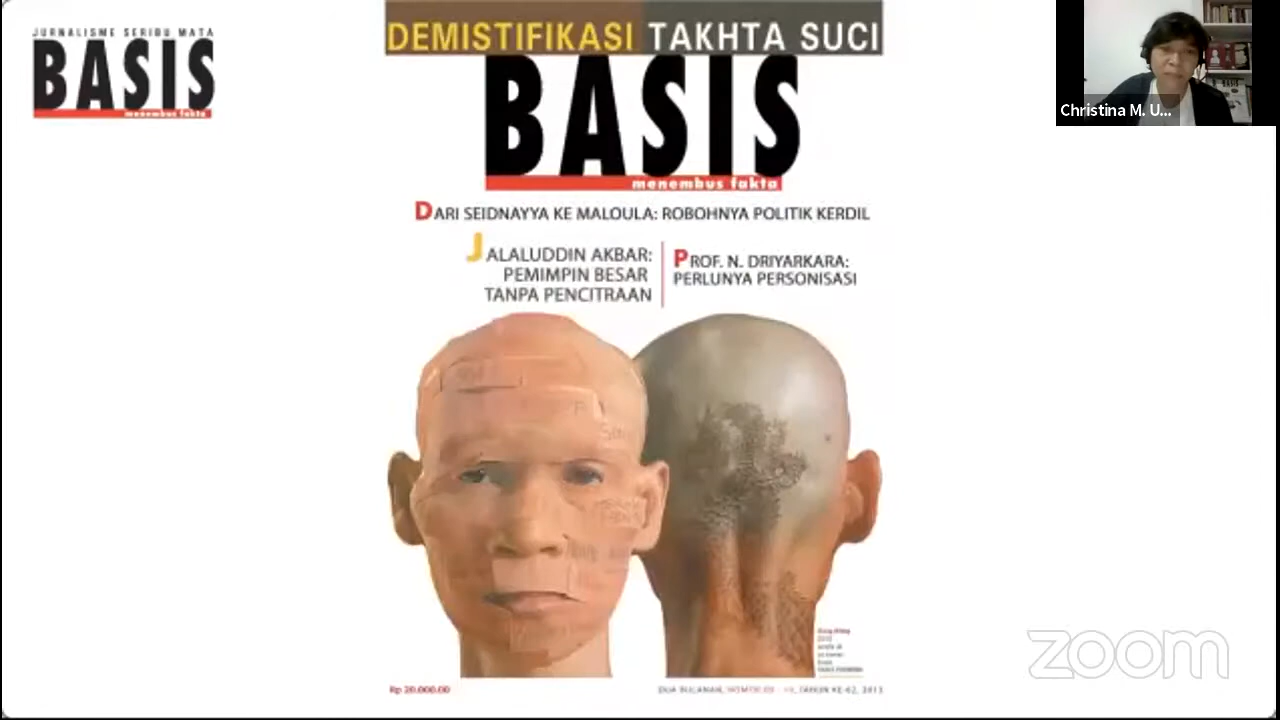 JURNALISME SERIBU MATA
BASIS
menembus fakta
DEMISTIFIKASI TAKHTA SUCI
BASIS
menembus fakta
DARI SEIDNAYYA KE MALOULA: ROBOHNYA POLITIK KERDIL
JALALUDDIN AKBAR:
PEMIMPIN BESAR
TANPA PENCITRAAN
PROF. N. DRIYARKARA:
PERLUNYA PERSONISASI
Rp 20.000.00
DUA BULANAN, TAHUN KE-62, 2013
Christina M. U...
zoom